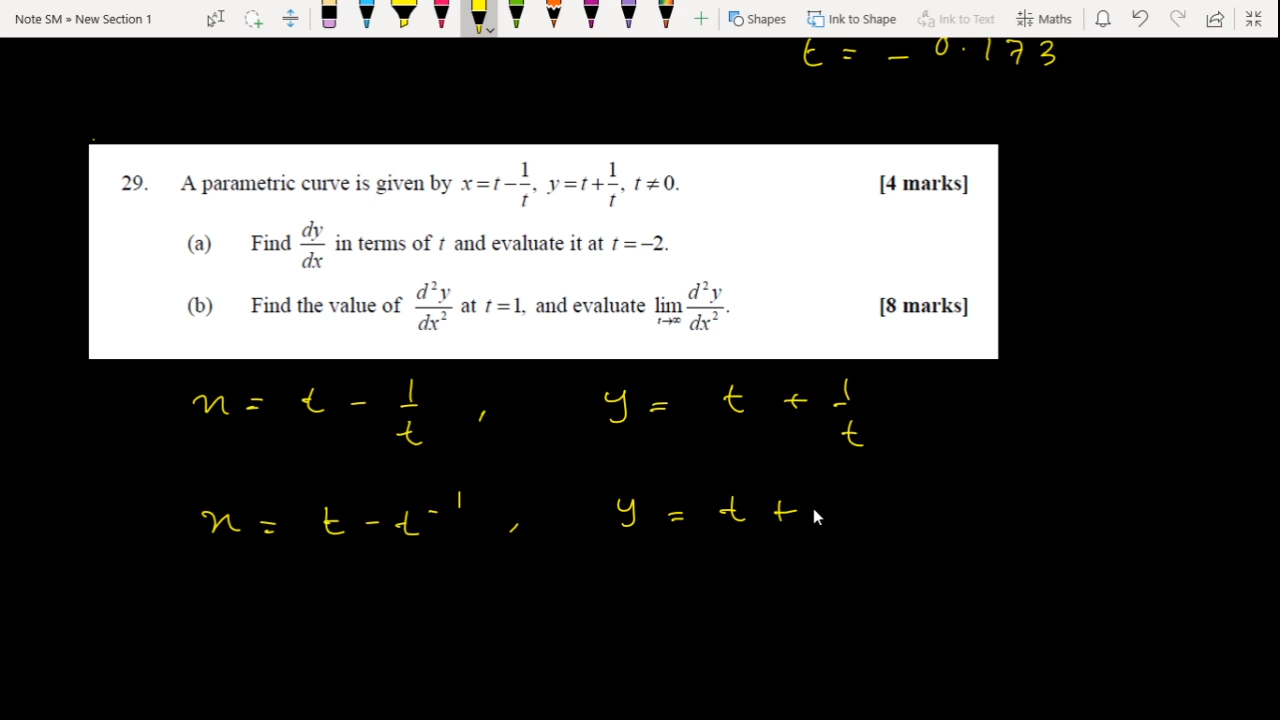 Note SM » New Section 1 Shapes Ink to Shape Ink to Text Maths
t = - 0.173
29. A parametric curve is given by x = t - 1/t, y = t + 1/t, t ≠ 0. [4 marks]
(a) Find dy/dx in terms of t and evaluate it at t = -2.
(b) Find the value of d²y/dx² at t = 1, and evaluate lim t→∞ d²y/dx². [8 marks]
x = t - 1/t , y = t + 1/t
x = t - t⁻¹ , y = t +